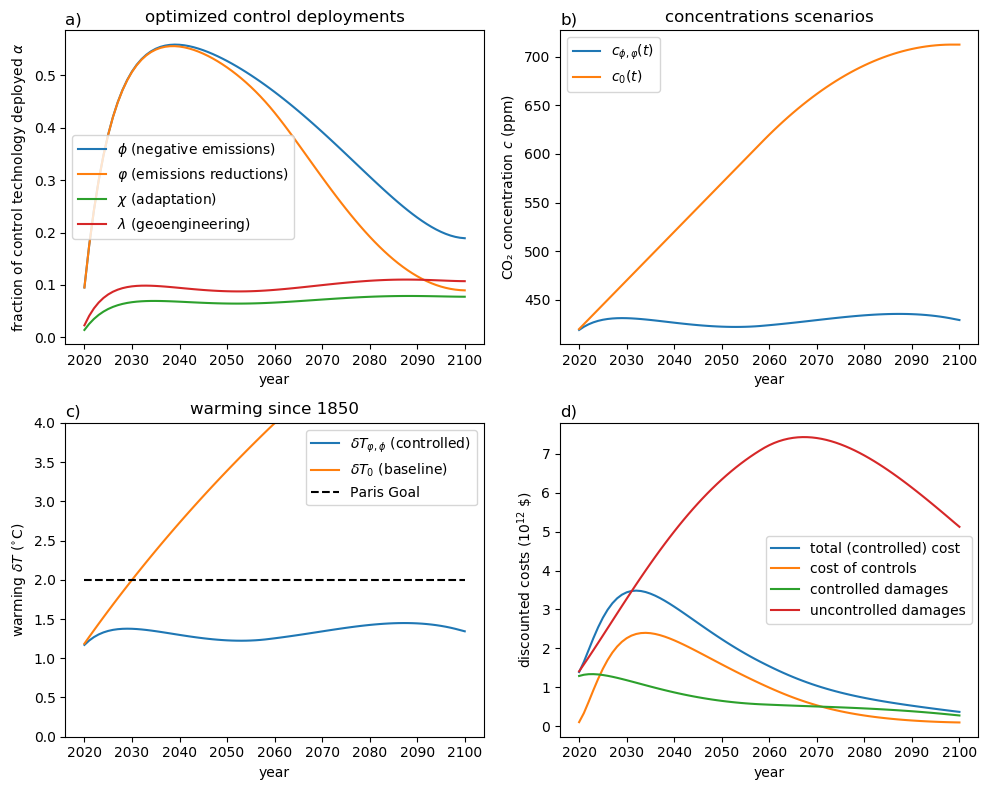 a)
optimized control deployments
fraction of control technology deployed α
0.5
0.4
0.3
0.2
0.1
0.0
ϕ (negative emissions)
φ (emissions reductions)
χ (adaptation)
λ (geoengineering)
2020 2030 2040 2050 2060 2070 2080 2090 2100
year
b)
concentrations scenarios
CO₂ concentration c (ppm)
700
650
600
550
500
450
c_{ϕ,φ}(t)
c₀(t)
2020 2030 2040 2050 2060 2070 2080 2090 2100
year
c)
warming since 1850
warming δT (°C)
4.0
3.5
3.0
2.5
2.0
1.5
1.0
0.5
0.0
δT_{φ,ϕ} (controlled)
δT₀ (baseline)
Paris Goal
2020 2030 2040 2050 2060 2070 2080 2090 2100
year
d)
discounted costs (10¹² $)
7
6
5
4
3
2
1
0
total (controlled) cost
cost of controls
controlled damages
uncontrolled damages
2020 2030 2040 2050 2060 2070 2080 2090 2100
year